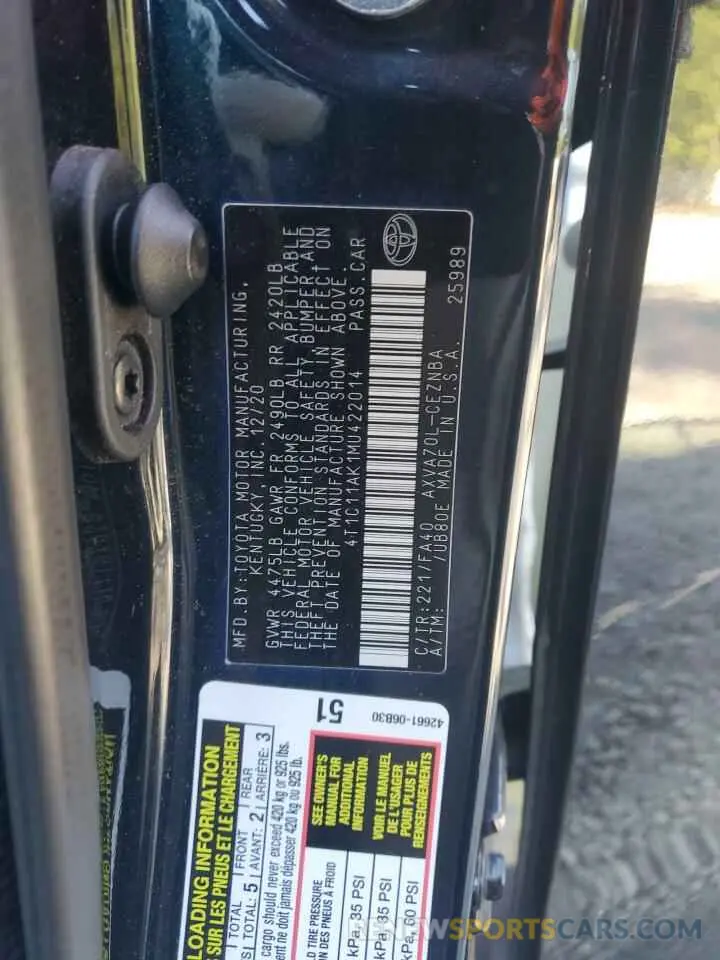 MFD. BY: TOYOTA MOTOR MANUFACTURING,
KENTUCKY, INC. 12/20
GVWR 4475LB GAWR FR 2490LB RR 2420LB
THIS VEHICLE CONFORMS TO ALL APPLICABLE
FEDERAL MOTOR VEHICLE SAFETY, BUMPER, AND
THEFT PREVENTION STANDARDS IN EFFECT ON
THE DATE OF MANUFACTURE SHOWN ABOVE.
4T1C11AK1MU422014 PASS. CAR
C/TR: 221/FA40 AXVA70L-CEZNBA
A/TM: /UB80E MADE IN U.S.A. 25989
LOADING INFORMATION
SUR LES PNEUS ET LE CHARGEMENT
TOTAL FRONT REAR
TOTAL: 5 AVANT: 2 ARRIÈRE: 3
cargo should never exceed 420 kg or 925 lbs.
ent ne doit jamais dépasser 420 kg ou 925 lb.
51
42661-06B30
SEE OWNER'S
MANUAL FOR
ADDITIONAL
INFORMATION
VOIR LE MANUEL
DE L'USAGER
POUR PLUS DE
RENSEIGNEMENTS
TIRE PRESSURE
ON DES PNEUS À FROID
kPa, 35 PSI
kPa, 35 PSI
kPa, 60 PSI
RENEWSPORTSCARS.COM